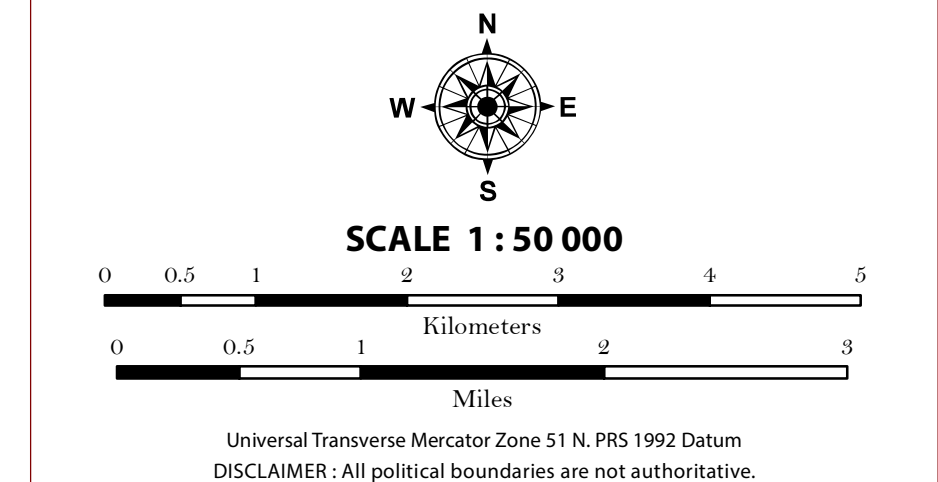 N
W E
S
SCALE 1 : 50 000
0 0.5 1 2 3 4 5
Kilometers
0 0.5 1 2 3
Miles
Universal Transverse Mercator Zone 51 N. PRS 1992 Datum
DISCLAIMER : All political boundaries are not authoritative.